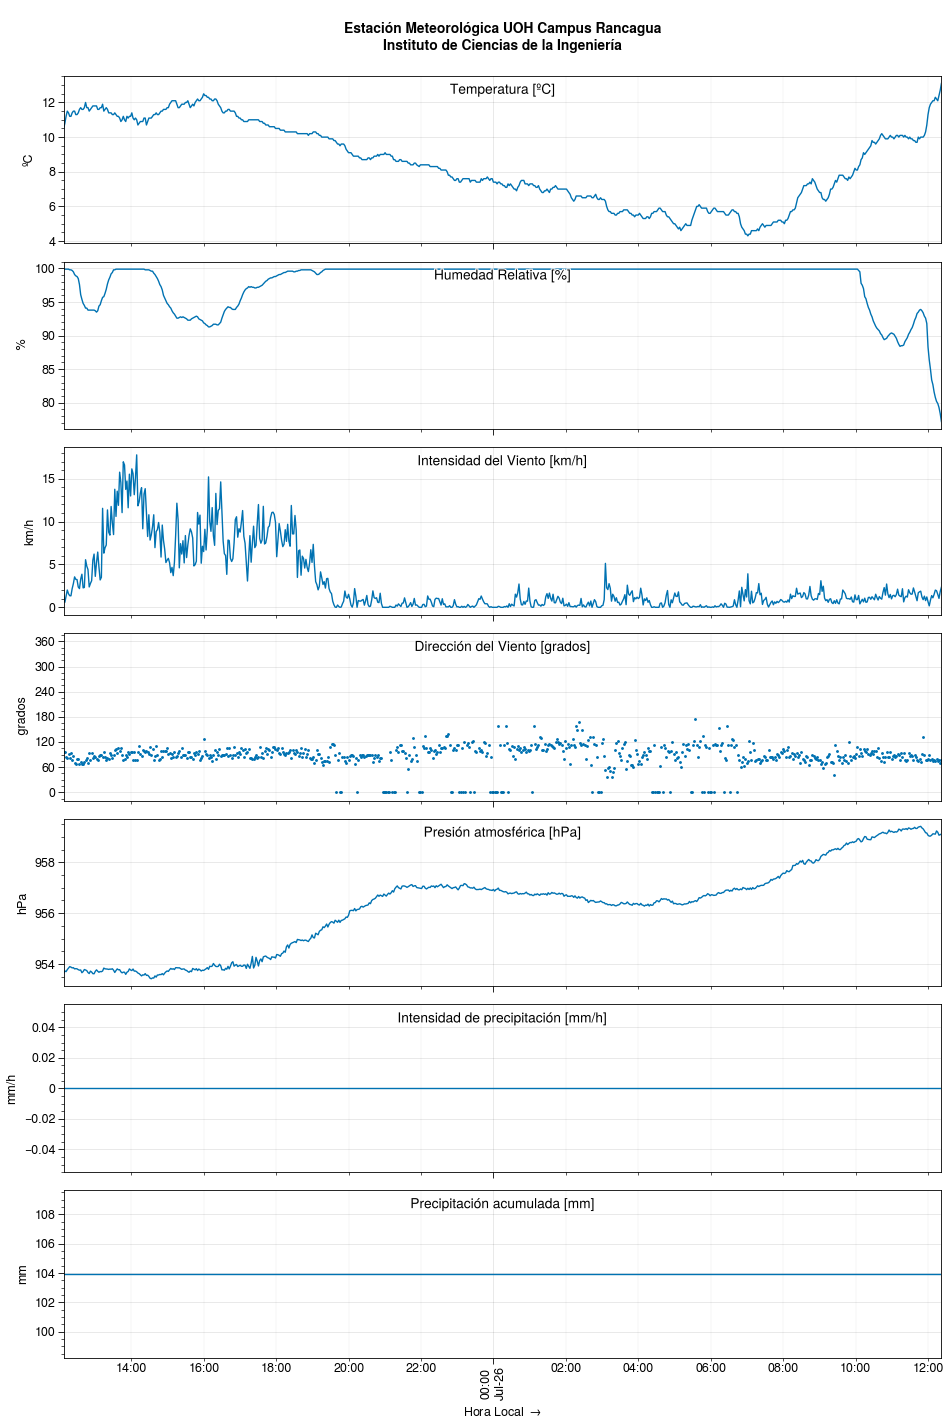 Estación Meteorológica UOH Campus Rancagua
Instituto de Ciencias de la Ingeniería
Temperatura [ºC]
ºC
12
10
8
6
4
Humedad Relativa [%]
%
100
95
90
85
80
Intensidad del Viento [km/h]
km/h
15
10
5
0
Dirección del Viento [grados]
grados
360
300
240
180
120
60
0
Presión atmosférica [hPa]
hPa
958
956
954
Intensidad de precipitación [mm/h]
mm/h
0.04
0.02
0
−0.02
−0.04
Precipitación acumulada [mm]
mm
108
106
104
102
100
14:00
16:00
18:00
20:00
22:00
00:00
Jul-26
02:00
04:00
06:00
08:00
10:00
12:00
Hora Local →